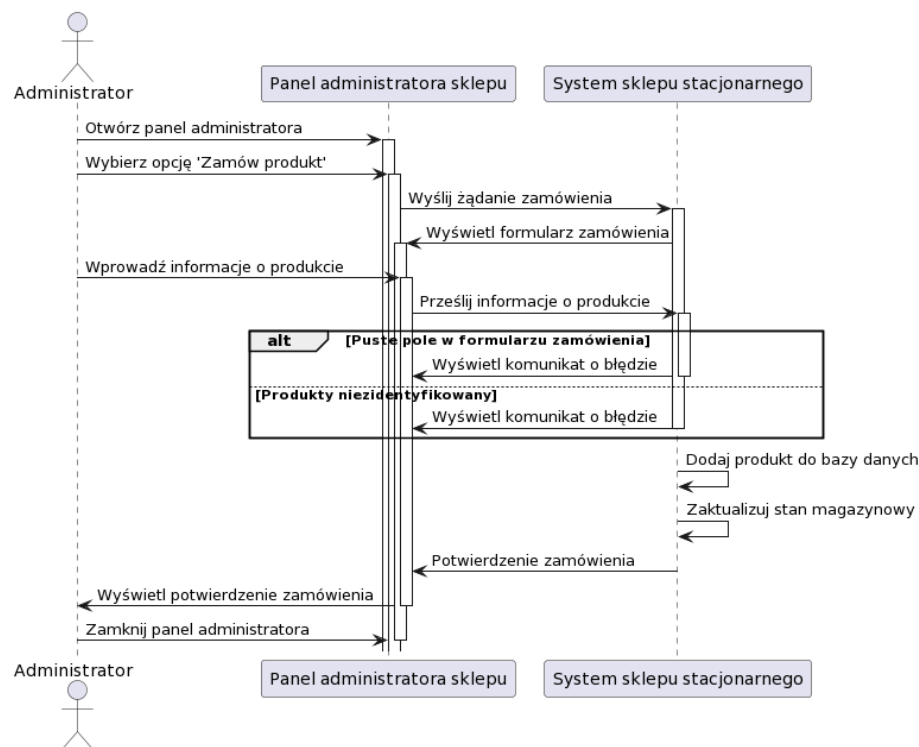 Administrator
Panel administratora sklepu
System sklepu stacjonarnego
Otwórz panel administratora
Wybierz opcję 'Zamów produkt'
Wyślij żądanie zamówienia
Wyświetl formularz zamówienia
Wprowadź informacje o produkcie
Prześlij informacje o produkcie
alt
[Puste pole w formularzu zamówienia]
Wyświetl komunikat o błędzie
[Produkty niezidentyfikowany]
Wyświetl komunikat o błędzie
Dodaj produkt do bazy danych
Zaktualizuj stan magazynowy
Potwierdzenie zamówienia
Wyświetl potwierdzenie zamówienia
Zamknij panel administratora
Administrator
Panel administratora sklepu
System sklepu stacjonarnego